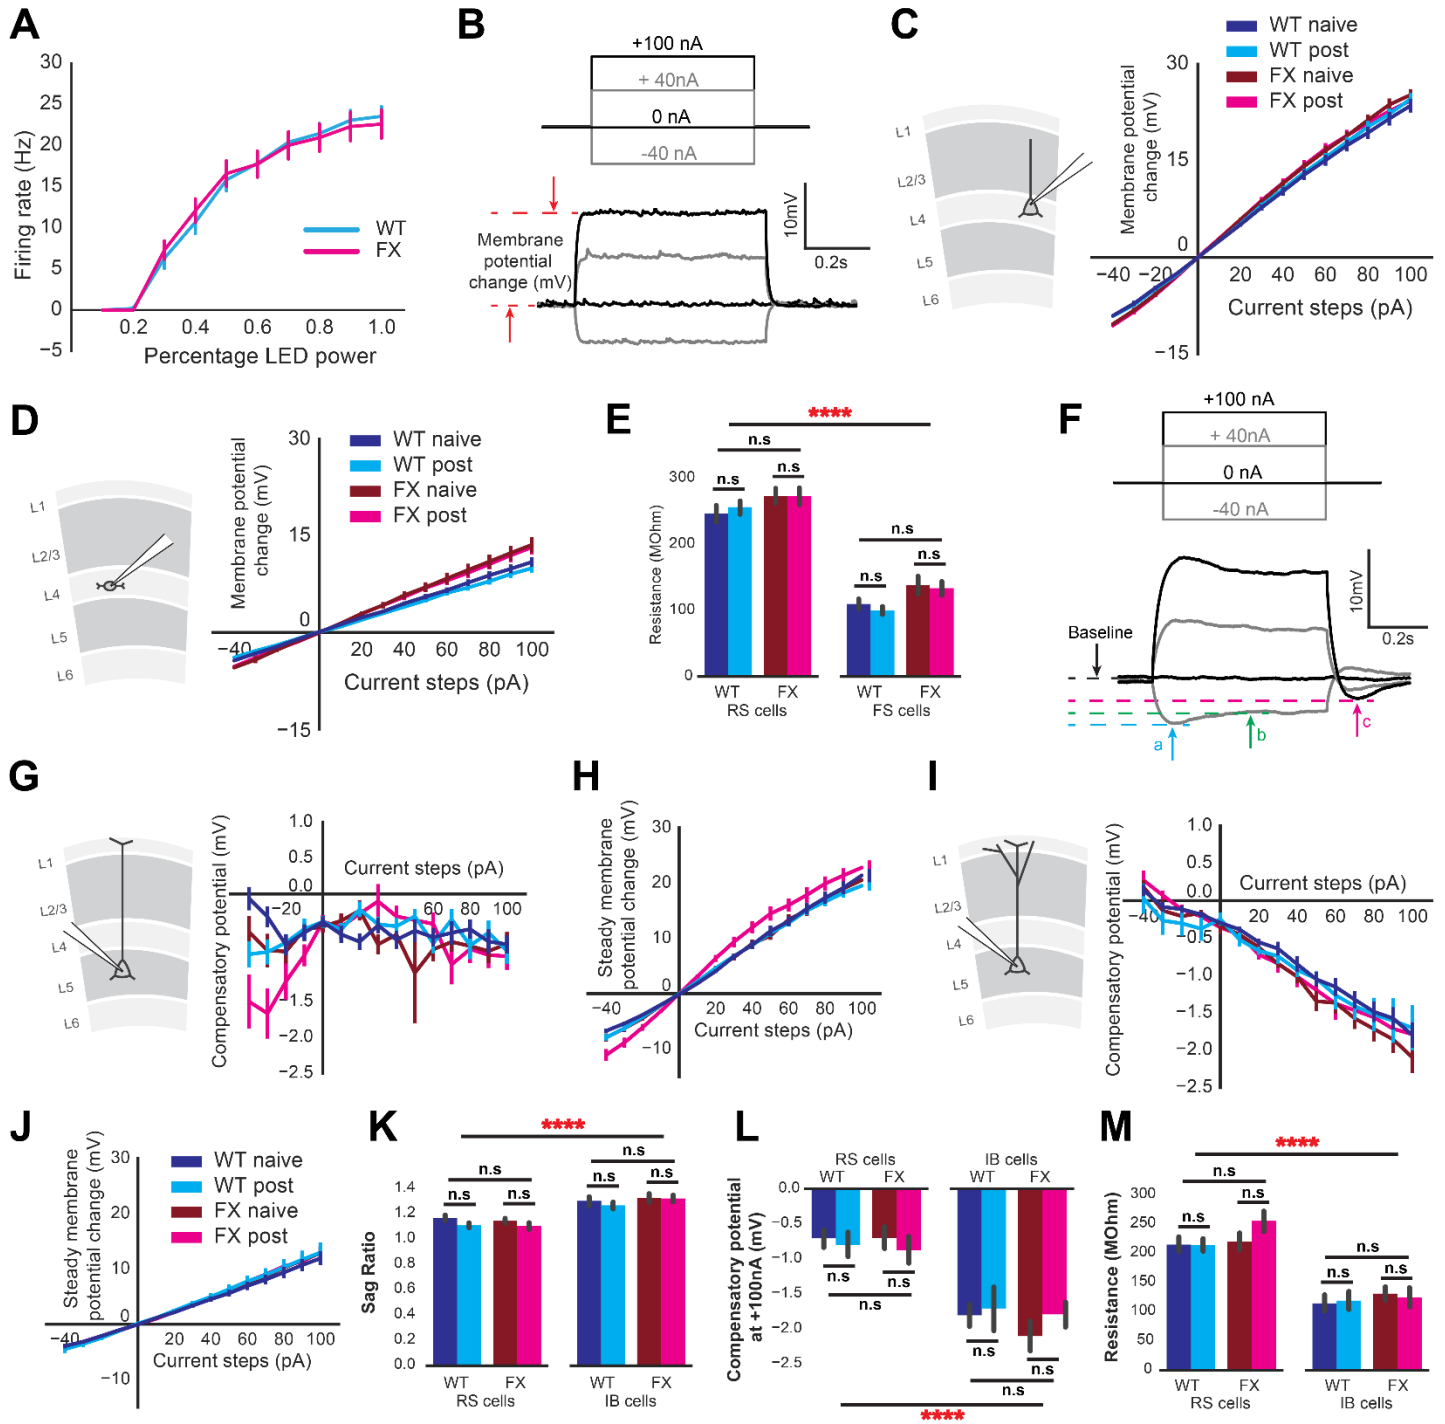 A
30
25
20
15
10
5
0
−5
Firing rate (Hz)
0.2 0.4 0.6 0.8 1.0
Percentage LED power
WT
FX
B
+100 nA
+ 40nA
0 nA
-40 nA
Membrane
potential
change (mV)
10mV
0.2s
C
L1
L2/3
L4
L5
L6
WT naive
WT post
FX naive
FX post
Membrane potential
change (mV)
30
15
0
−15
−40 −20 20 40 60 80 100
Current steps (pA)
D
L1
L2/3
L4
L5
L6
Membrane potential
change (mV)
30
15
0
−15
WT naive
WT post
FX naive
FX post
−40 20 40 60 80 100
Current steps (pA)
E
****
n.s
n.s
n.s
n.s
n.s
n.s
Resistance (MOhm)
300
200
100
0
WT FX WT FX
RS cells FS cells
F
+100 nA
+ 40nA
0 nA
-40 nA
Baseline
10mV
0.2s
a
b
c
G
L1
L2/3
L4
L5
L6
Compensatory potential (mV)
1.0
0.5
0.0
−1.5
−2.0
−2.5
Current steps (pA)
−20 60 100
H
Steady membrane
potential change (mV)
30
20
10
0
−10
−40 20 40 60 80 100
Current steps (pA)
I
L1
L2/3
L4
L5
L6
Compensatory potential (mV)
1.0
0.5
0.0
−0.5
−1.0
−1.5
−2.0
−2.5
Current steps (pA)
−40 20 40 60 80 100
J
Steady membrane
potential change (mV)
30
20
10
0
−10
WT naive
WT post
FX naive
FX post
−40 20 40 60 80 100
Current steps (pA)
K
****
n.s
n.s
n.s
n.s
n.s
n.s
Sag Ratio
1.4
1.2
1.0
0.8
0.6
0.4
0.2
0.0
WT FX WT FX
RS cells IB cells
L
RS cells IB cells
WT FX WT FX
Compensatory potential
at +100nA (mV)
0.0
−0.5
−1.0
−1.5
−2.0
−2.5
n.s
n.s
n.s
n.s
n.s
n.s
****
M
****
n.s
n.s
n.s
n.s
n.s
n.s
Resistance (MOhm)
300
250
200
150
100
50
0
WT FX WT FX
RS cells IB cells